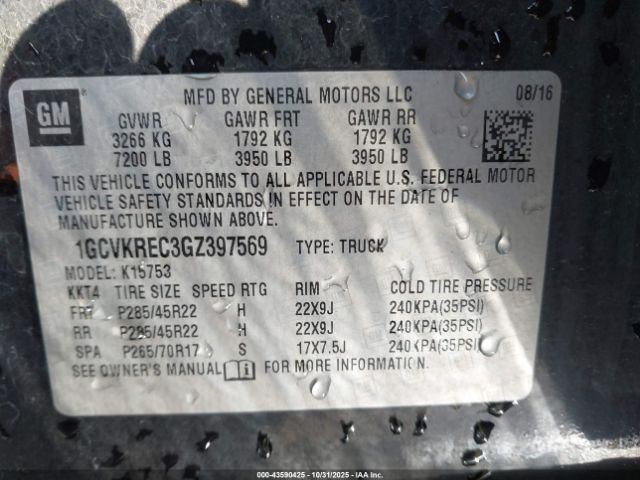 GM
MFD BY GENERAL MOTORS LLC 08/16
GVWR GAWR FRT GAWR RR
3266 KG 1792 KG 1792 KG
7200 LB 3950 LB 3950 LB
THIS VEHICLE CONFORMS TO ALL APPLICABLE U.S. FEDERAL MOTOR
VEHICLE SAFETY STANDARDS IN EFFECT ON THE DATE OF
MANUFACTURE SHOWN ABOVE.
1GCVKREC3GZ397569 TYPE: TRUCK
MODEL: K15753
KKT4 TIRE SIZE SPEED RTG RIM COLD TIRE PRESSURE
FRT P285/45R22 H 22X9J 240KPA(35PSI)
RR P285/45R22 H 22X9J 240KPA(35PSI)
SPA P265/70R17 S 17X7.5J 240KPA(35PSI)
SEE OWNER'S MANUAL FOR MORE INFORMATION.
000-43590425 - 10/31/2025 - IAA Inc.